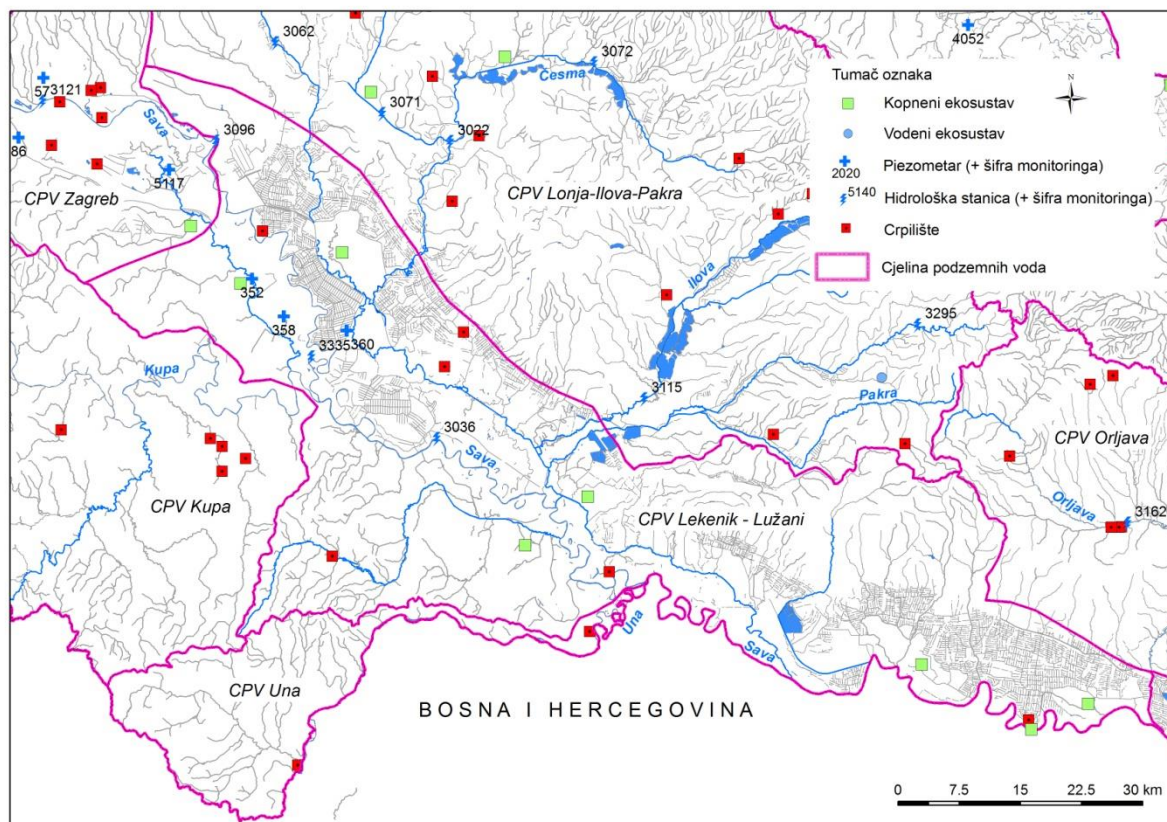 3062
3072
4052
Česma
573121
3071
Sava
3096
3022
86
5117
CPV Zagreb
CPV Lonja-Ilova-Pakra
Ilova
352
358
3335360
3295
Kupa
3115
Pakra
3036
Sava
CPV Orljava
CPV Kupa
CPV Lekenik - Lužani
Orljava
3162
Una
Sava
CPV Una
BOSNA I HERCEGOVINA
Tumač oznaka
N
Kopneni ekosustav
Vodeni ekosustav
2020 Piezometar (+ šifra monitoringa)
5140 Hidrološka stanica (+ šifra monitoringa)
Crpilište
Cjelina podzemnih voda
0 7.5 15 22.5 30 km